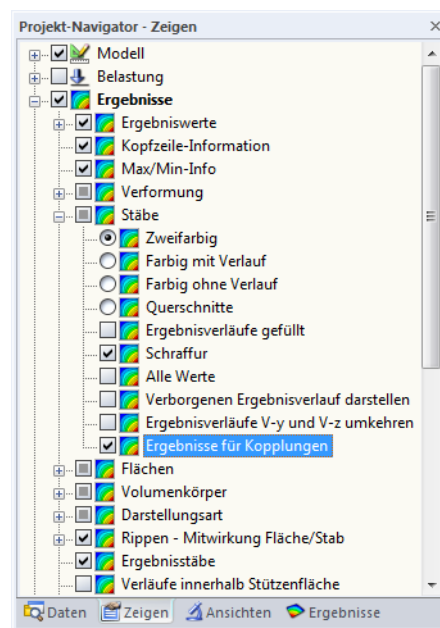 Projekt-Navigator - Zeigen
Modell
Belastung
Ergebnisse
Ergebniswerte
Kopfzeile-Information
Max/Min-Info
Verformung
Stäbe
Zweifarbig
Farbig mit Verlauf
Farbig ohne Verlauf
Querschnitte
Ergebnisverläufe gefüllt
Schraffur
Alle Werte
Verborgenen Ergebnisverlauf darstellen
Ergebnisverläufe V-y und V-z umkehren
Ergebnisse für Kopplungen
Flächen
Volumenkörper
Darstellungsart
Rippen - Mitwirkung Fläche/Stab
Ergebnisstäbe
Verläufe innerhalb Stützenfläche
Daten Zeigen Ansichten Ergebnisse